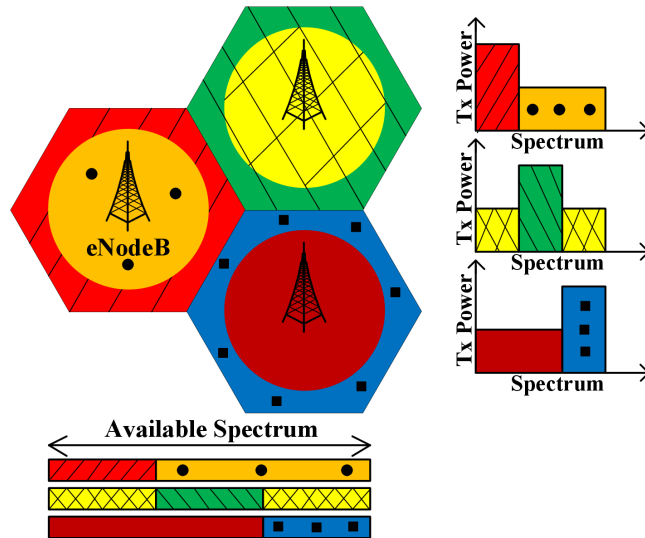 Tx Power
Spectrum
eNodeB
Tx Power
Spectrum
Tx Power
Spectrum
Available Spectrum